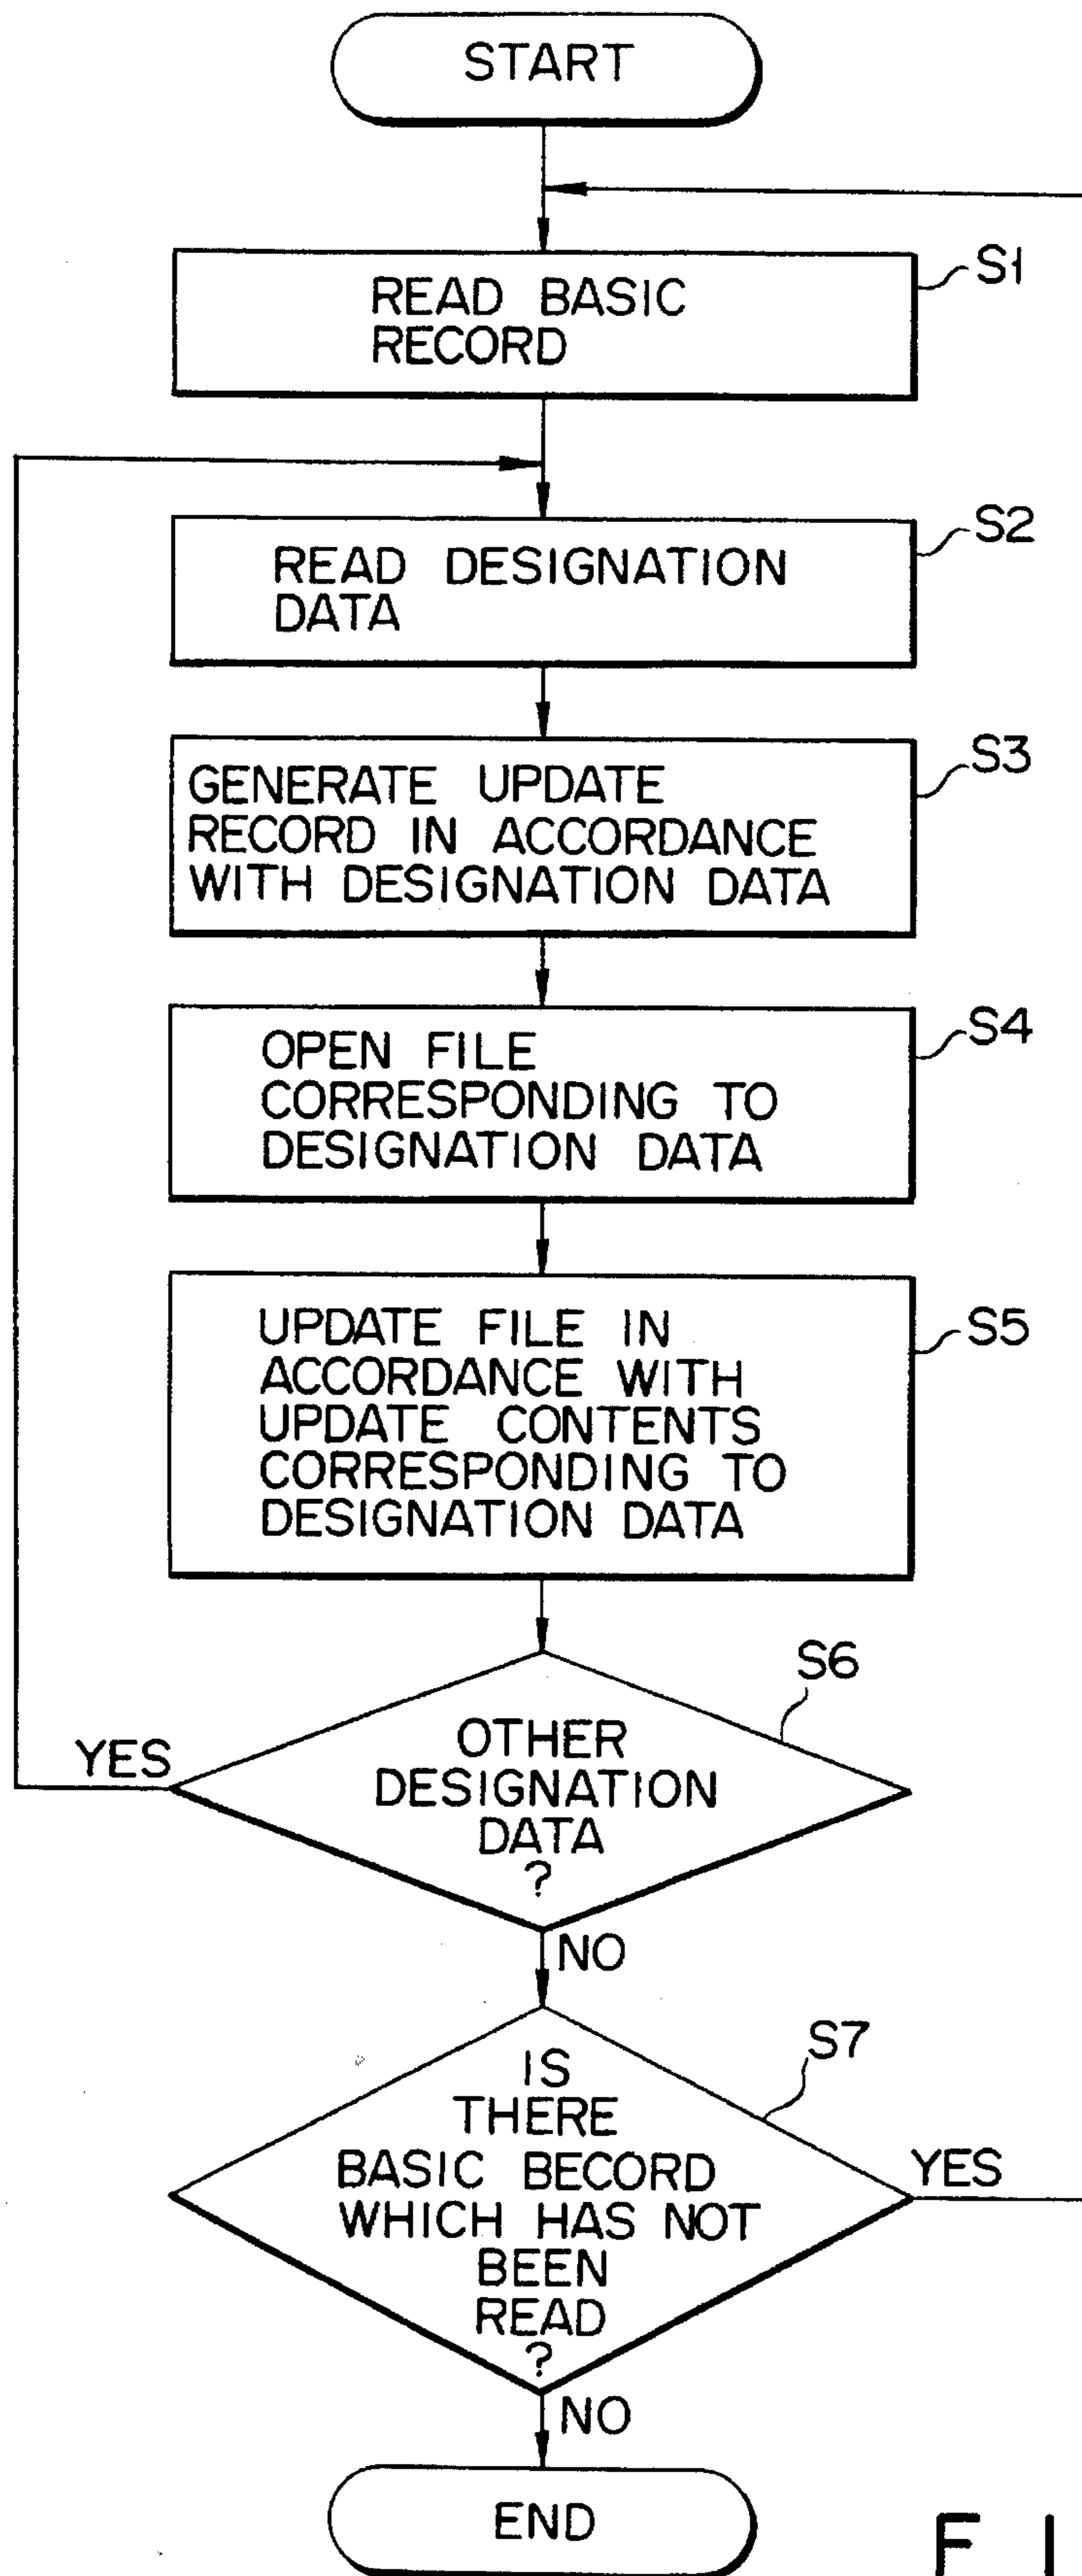 START
READ BASIC
RECORD
S1
READ DESIGNATION
DATA
S2
GENERATE UPDATE
RECORD IN ACCORDANCE
WITH DESIGNATION DATA
S3
OPEN FILE
CORRESPONDING TO
DESIGNATION DATA
S4
UPDATE FILE IN
ACCORDANCE WITH
UPDATE CONTENTS
CORRESPONDING TO
DESIGNATION DATA
S5
S6
YES
OTHER
DESIGNATION
DATA
?
NO
S7
IS
THERE
BASIC BECORD
WHICH HAS NOT
BEEN
READ
?
YES
NO
END